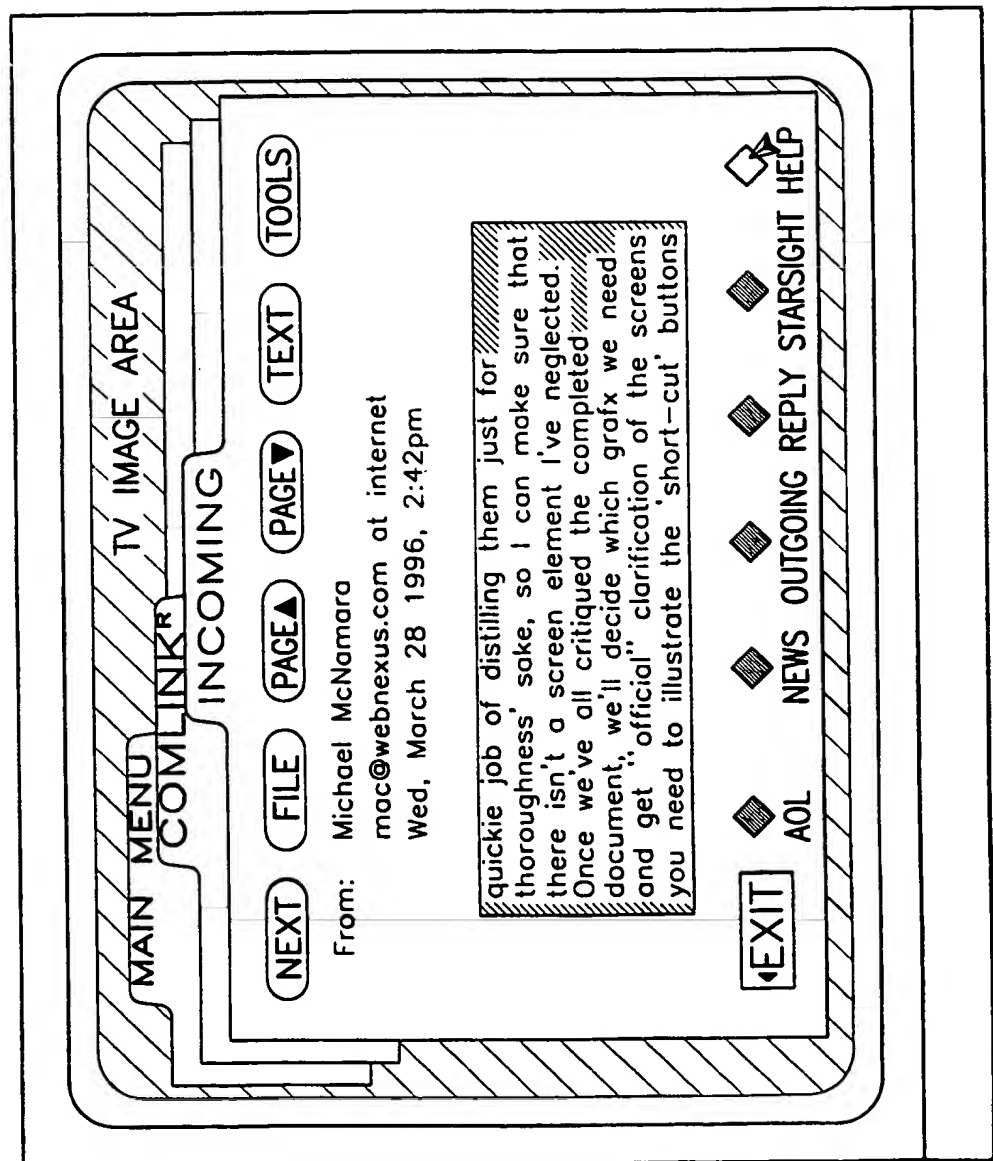 TV IMAGE AREA
MAIN MENU
COMLINKᴿ
INCOMING
NEXT FILE PAGE▲ PAGE▼ TEXT TOOLS
From: Michael McNamara
mac@webnexus.com at internet
Wed, March 28 1996, 2:42pm
quickie job of distilling them just for
thoroughness' sake, so I can make sure that
there isn't a screen element I've neglected.
Once we've all critiqued the completed
document, we'll decide which grafx we need
and get "official" clarification of the screens
you need to illustrate the 'short-cut' buttons
◀EXIT AOL NEWS OUTGOING REPLY STARSIGHT HELP